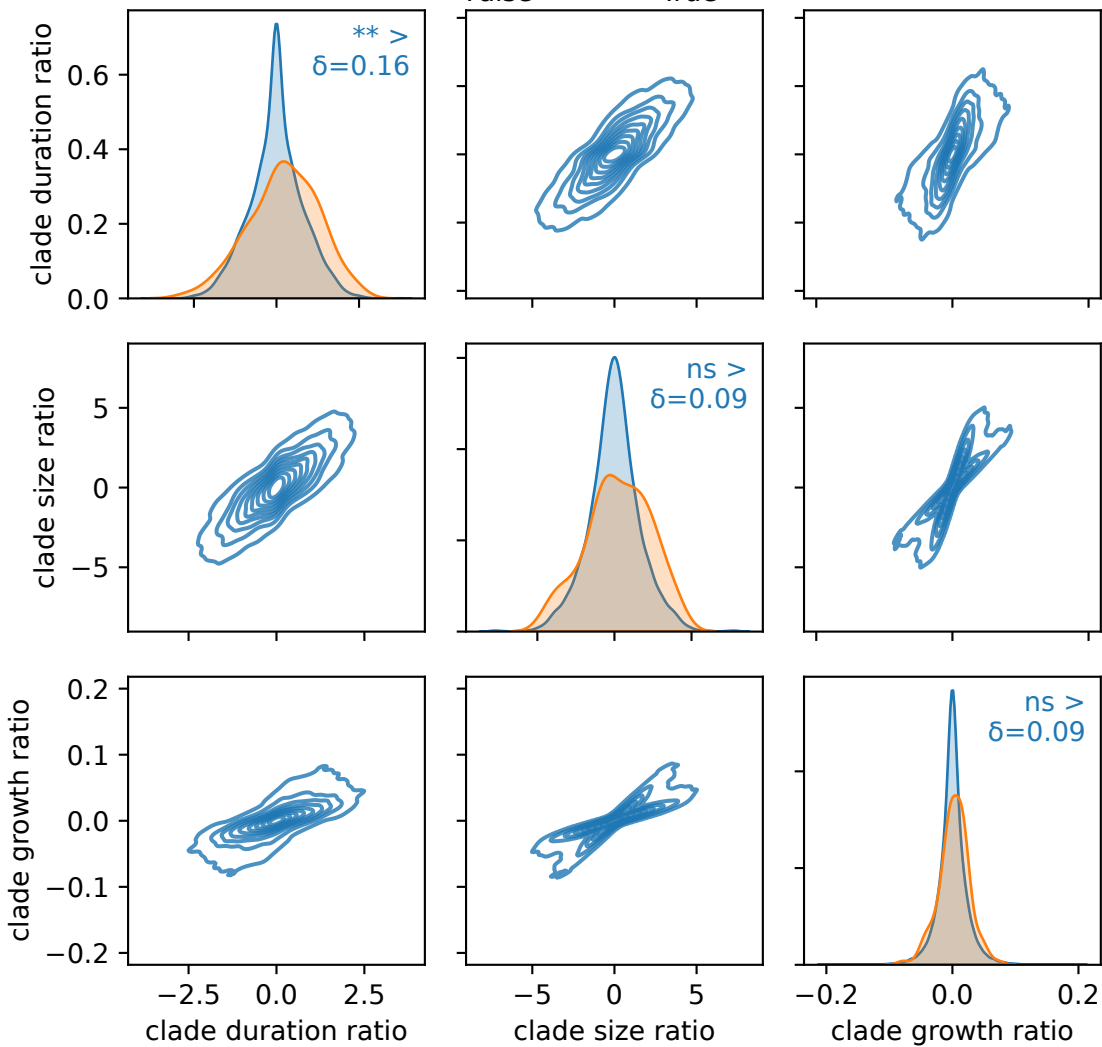 clade duration ratio
0.6
0.4
0.2
0.0
** >
δ=0.16
clade size ratio
5
0
−5
ns >
δ=0.09
clade growth ratio
0.2
0.1
0.0
−0.1
−0.2
ns >
δ=0.09
−2.5 0.0 2.5
−5 0 5
−0.2 0.0 0.2
clade duration ratio
clade size ratio
clade growth ratio